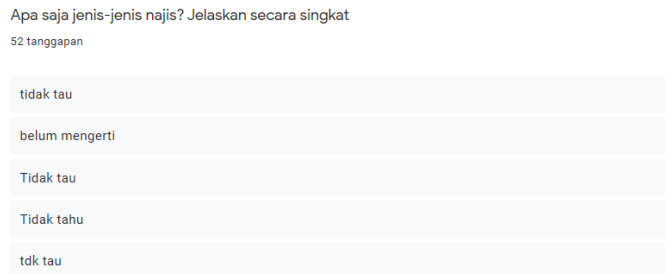 Apa saja jenis-jenis najis? Jelaskan secara singkat
52 tanggapan
tidak tau
belum mengerti
Tidak tau
Tidak tahu
tdk tau